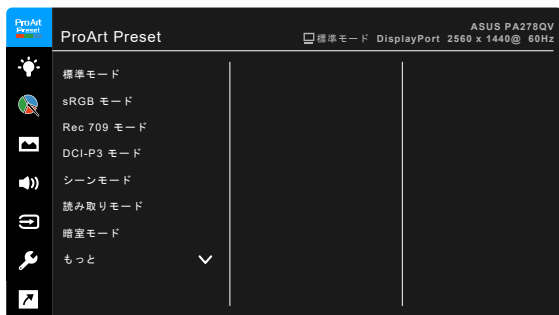 ProArt
Preset
ProArt Preset
ASUS PA278QV
標準モード DisplayPort 2560 x 1440@ 60Hz
標準モード
sRGB モード
Rec 709 モード
DCI-P3 モード
シーンモード
読み取りモード
暗室モード
もっと